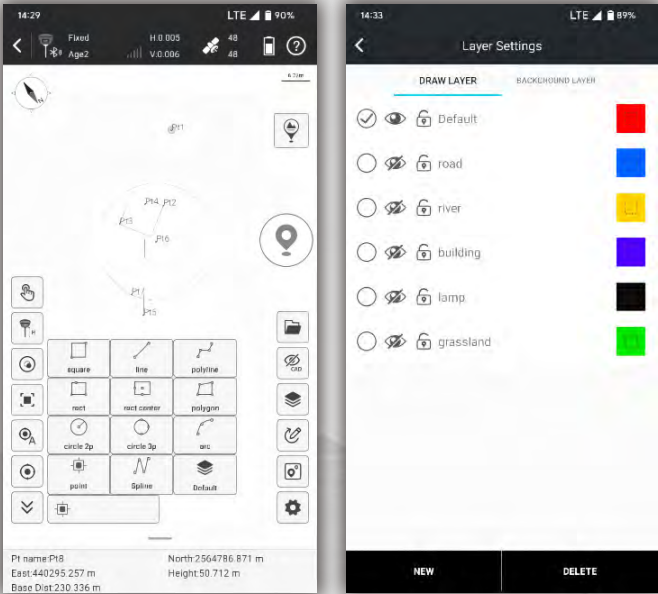 14:29
LTE 90%
Fixed H:0.005 48
Age2 V:0.006 48
Pt1
Pt4 Pt2
Pt3
Pt6
Pt5
square line polyline
rect rect center polygon
CAD
circle 2p circle 3p arc
A
point Spline Default
Pt name:Pt8 North:2564786.871 m
East:440295.257 m Height:50.712 m
Base Dist:230.336 m
14:33
LTE 89%
Layer Settings
DRAW LAYER BACKGROUND LAYER
Default
road
river
building
lamp
grassland
NEW DELETE